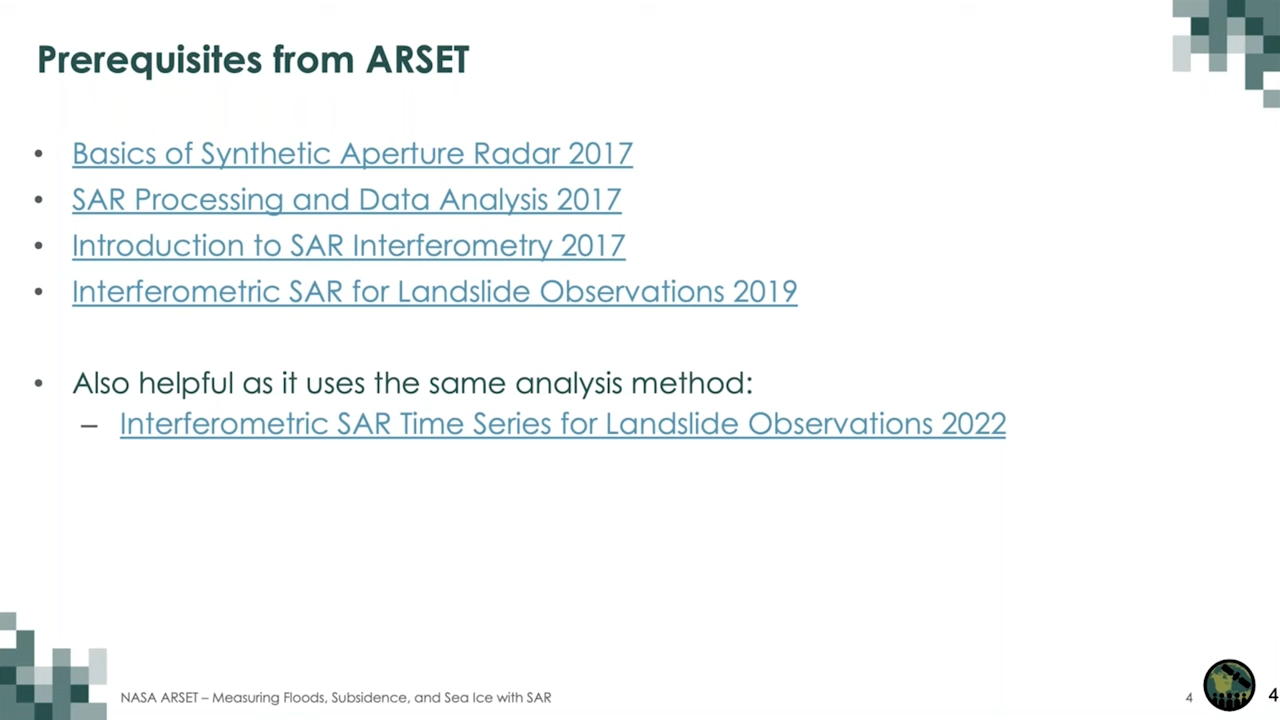 Prerequisites from ARSET
• Basics of Synthetic Aperture Radar 2017
• SAR Processing and Data Analysis 2017
• Introduction to SAR Interferometry 2017
• Interferometric SAR for Landslide Observations 2019
• Also helpful as it uses the same analysis method:
– Interferometric SAR Time Series for Landslide Observations 2022
NASA ARSET – Measuring Floods, Subsidence, and Sea Ice with SAR
4
4